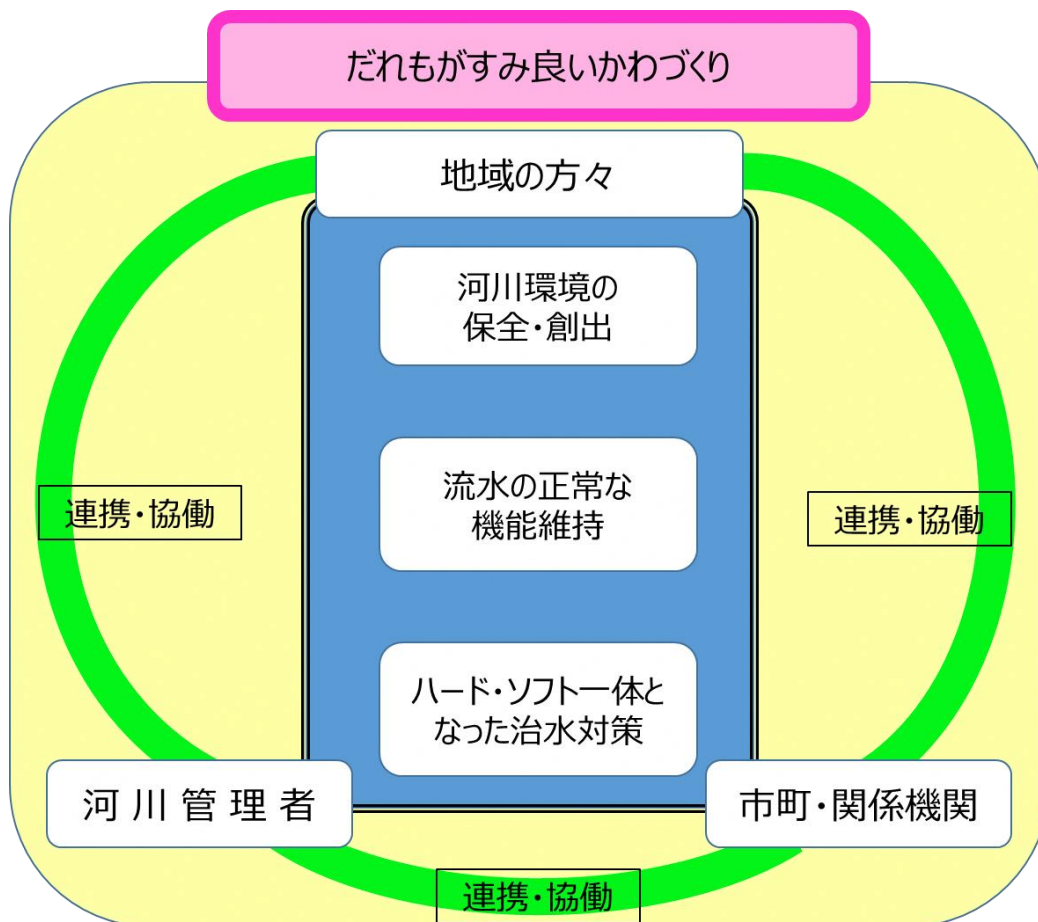 だれもがすみ良いかわづくり
地域の方々
河川環境の
保全・創出
流水の正常な
機能維持
連携・協働
連携・協働
ハード・ソフト一体と
なった治水対策
河川管理者
市町・関係機関
連携・協働